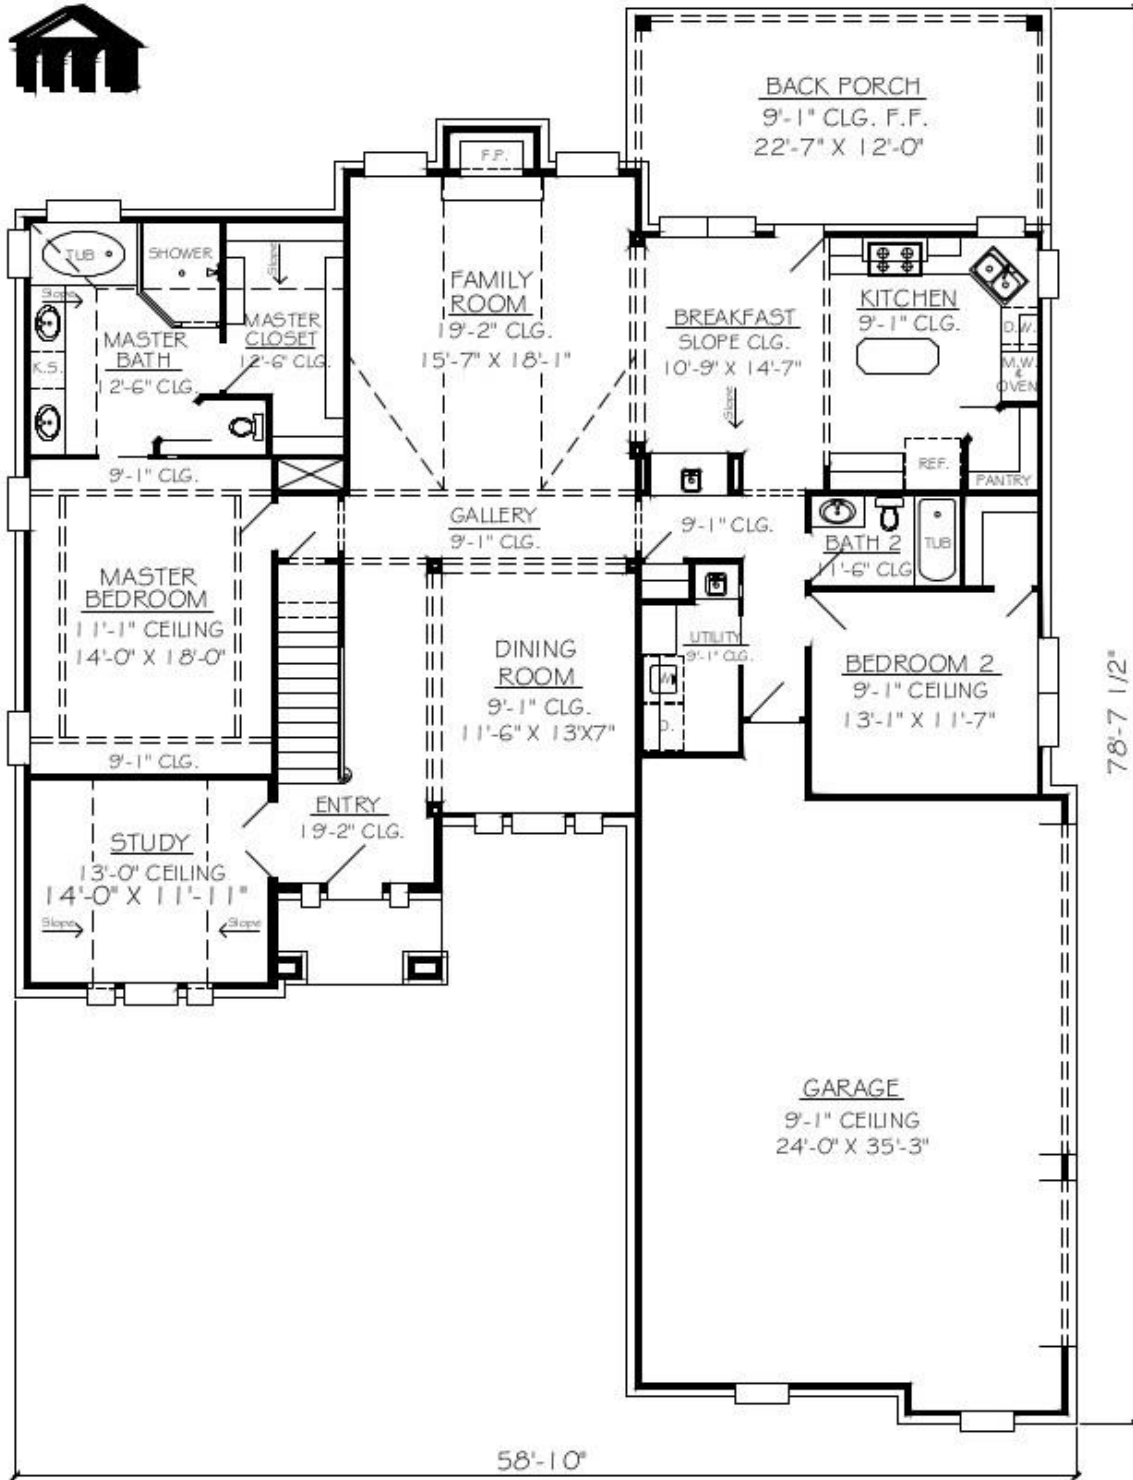 BACK PORCH
9'-1" CLG. F.F.
22'-7" X 12'-0"
F.P.
TUB
SHOWER
Slope
Slope
K.S.
MASTER
BATH
12'-6" CLG.
MASTER
CLOSET
12'-6" CLG.
FAMILY
ROOM
19'-2" CLG.
15'-7" X 18'-1"
BREAKFAST
SLOPE CLG.
10'-9" X 14'-7"
Slope
KITCHEN
9'-1" CLG.
D.W.
M.W.
&
OVEN
REF.
PANTRY
9'-1" CLG.
GALLERY
9'-1" CLG.
9'-1" CLG.
BATH 2
11'-6" CLG
TUB
MASTER
BEDROOM
11'-1" CEILING
14'-0" X 18'-0"
9'-1" CLG.
DINING
ROOM
9'-1" CLG.
11'-6" X 13'X7"
UTILITY
9'-1" CLG.
W
D.
BEDROOM 2
9'-1" CEILING
13'-1" X 11'-7"
78'-7 1/2"
ENTRY
19'-2" CLG.
STUDY
13'-0" CEILING
14'-0" X 11'-11"
Slope
Slope
GARAGE
9'-1" CEILING
24'-0" X 35'-3"
58'-10"